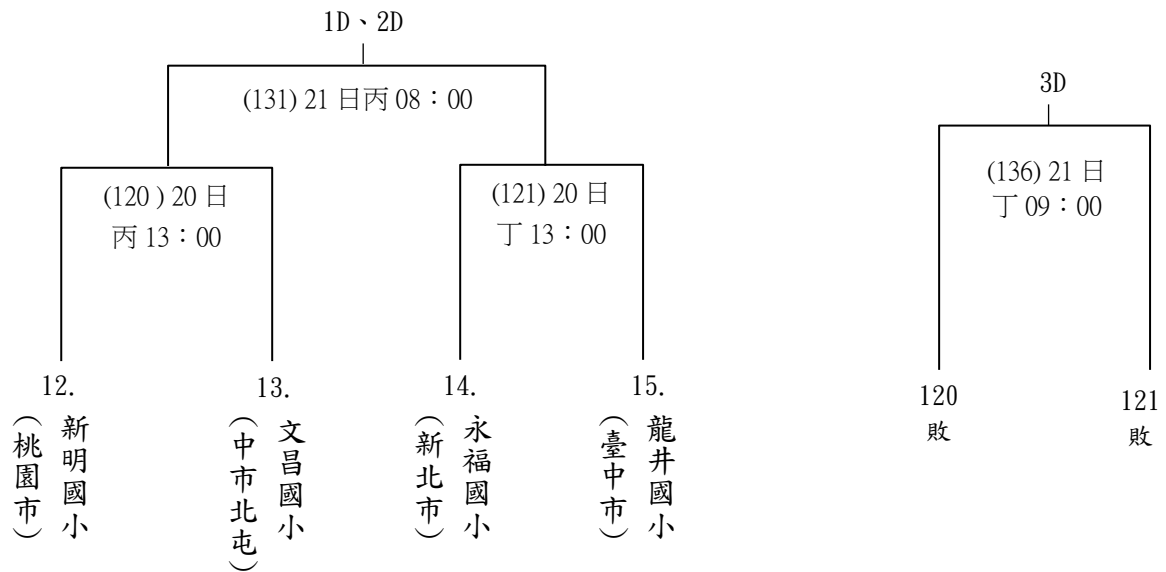 1D、2D
(131) 21 日丙 08：00
(120 ) 20 日
丙 13：00
(121) 20 日
丁 13：00
12.
新明國小
(桃園市)
13.
文昌國小
(中市北屯)
14.
永福國小
(新北市)
15.
龍井國小
(臺中市)
3D
(136) 21 日
丁 09：00
120
敗
121
敗